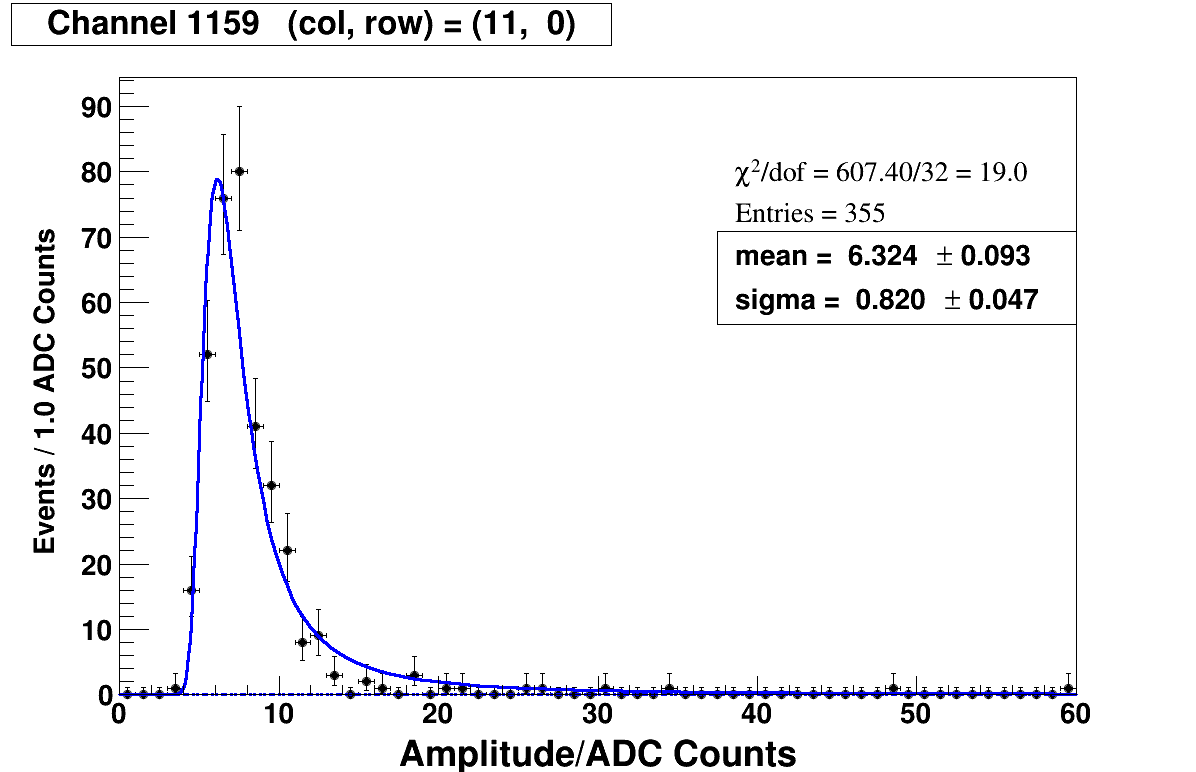 Channel 1159 (col, row) = (11, 0)
χ²/dof = 607.40/32 = 19.0
Entries = 355
mean = 6.324 ± 0.093
sigma = 0.820 ± 0.047
Events / 1.0 ADC Counts
90
80
70
60
50
40
30
20
10
0
0 10 20 30 40 50 60
Amplitude/ADC Counts